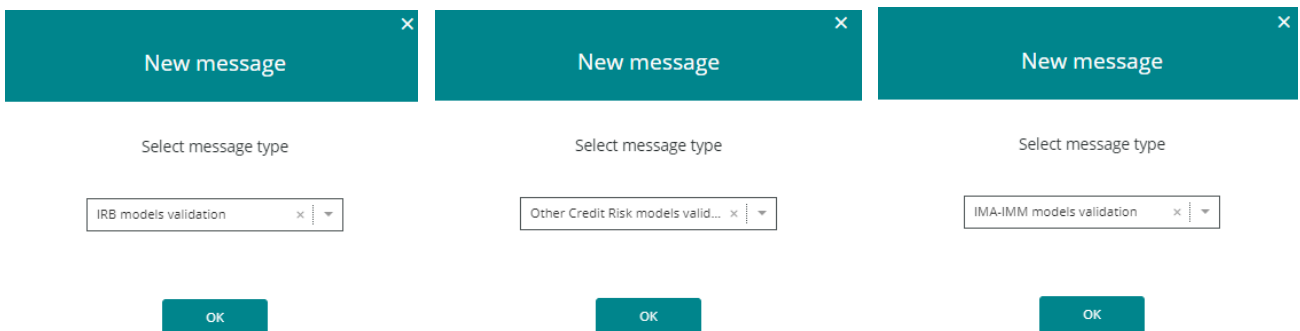 New message
Select message type
IRB models validation
OK
New message
Select message type
Other Credit Risk models valid...
OK
New message
Select message type
IMA-IMM models validation
OK